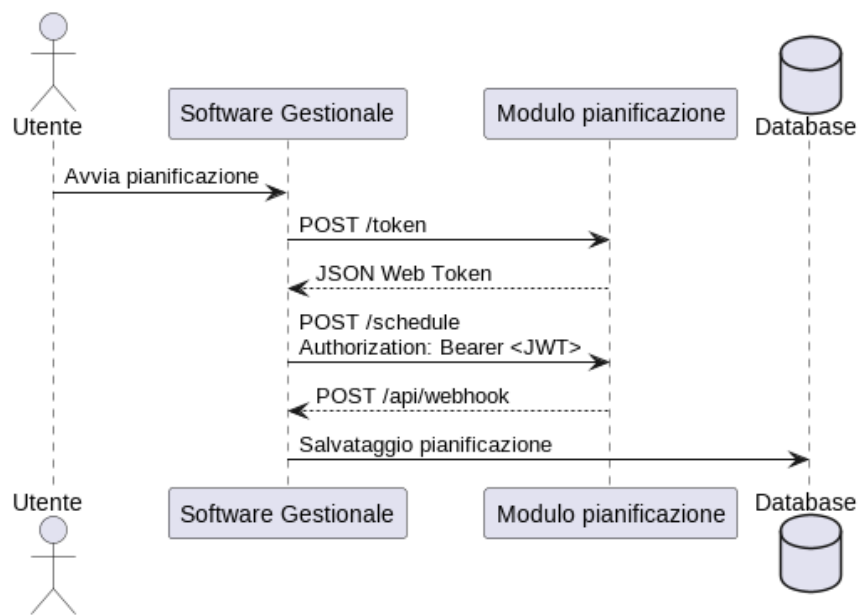 Utente
Software Gestionale
Modulo pianificazione
Database
Avvia pianificazione
POST /token
JSON Web Token
POST /schedule
Authorization: Bearer <JWT>
POST /api/webhook
Salvataggio pianificazione
Utente
Software Gestionale
Modulo pianificazione
Database